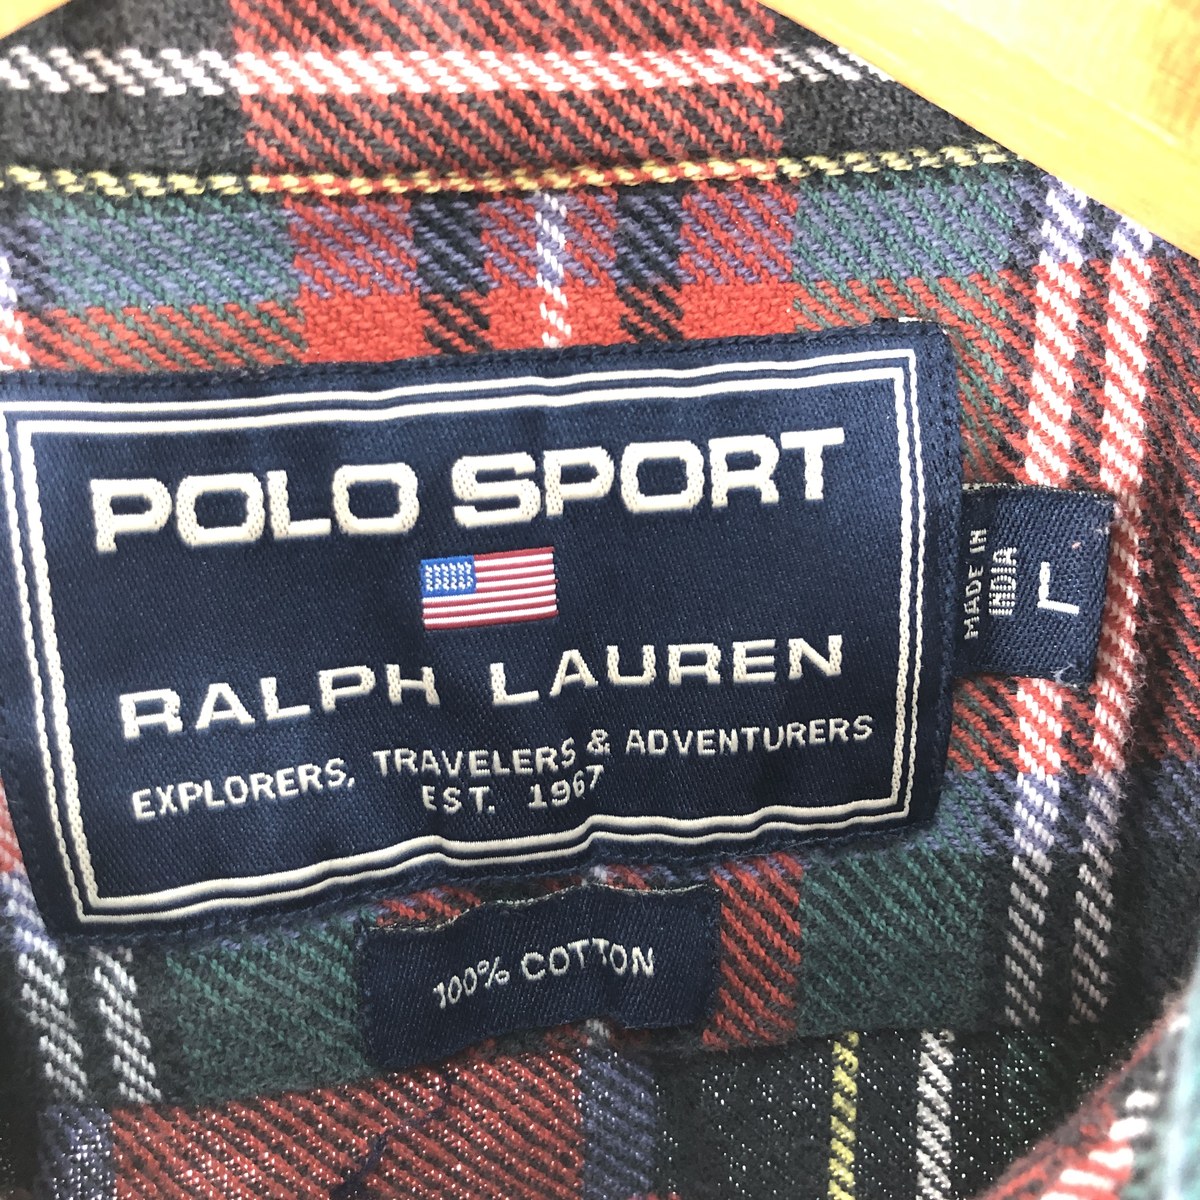 POLO SPORT
RALPH LAUREN
EXPLORERS, TRAVELERS & ADVENTURERS
EST. 1967
MADE IN
INDIA
L
100% COTTON